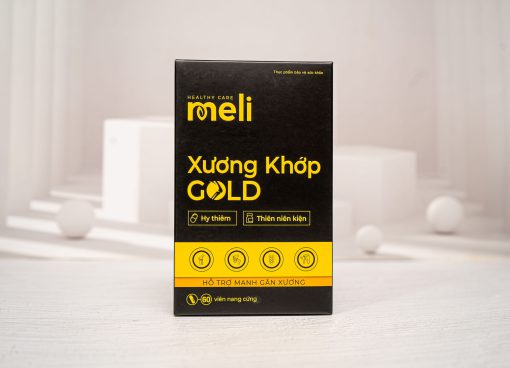 Thực phẩm bảo vệ sức khỏe
HEALTHY CARE
meli
Xương Khớp
GOLD
Hy thiêm
Thiên niên kiện
HỖ TRỢ MẠNH GÂN XƯƠNG
60 viên nang cứng